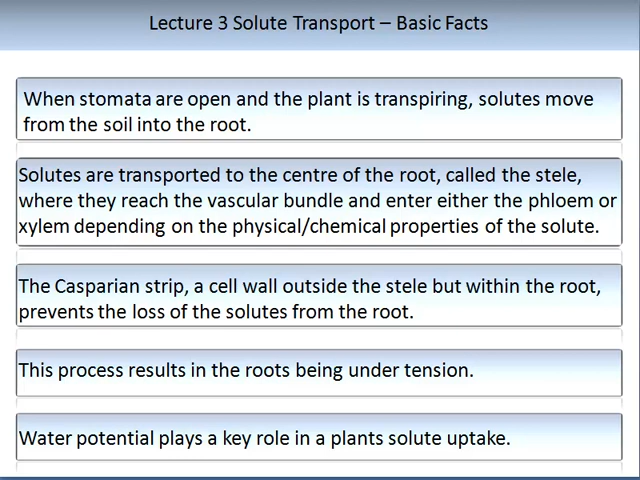 Lecture 3 Solute Transport – Basic Facts
When stomata are open and the plant is transpiring, solutes move
from the soil into the root.
Solutes are transported to the centre of the root, called the stele,
where they reach the vascular bundle and enter either the phloem or
xylem depending on the physical/chemical properties of the solute.
The Casparian strip, a cell wall outside the stele but within the root,
prevents the loss of the solutes from the root.
This process results in the roots being under tension.
Water potential plays a key role in a plants solute uptake.